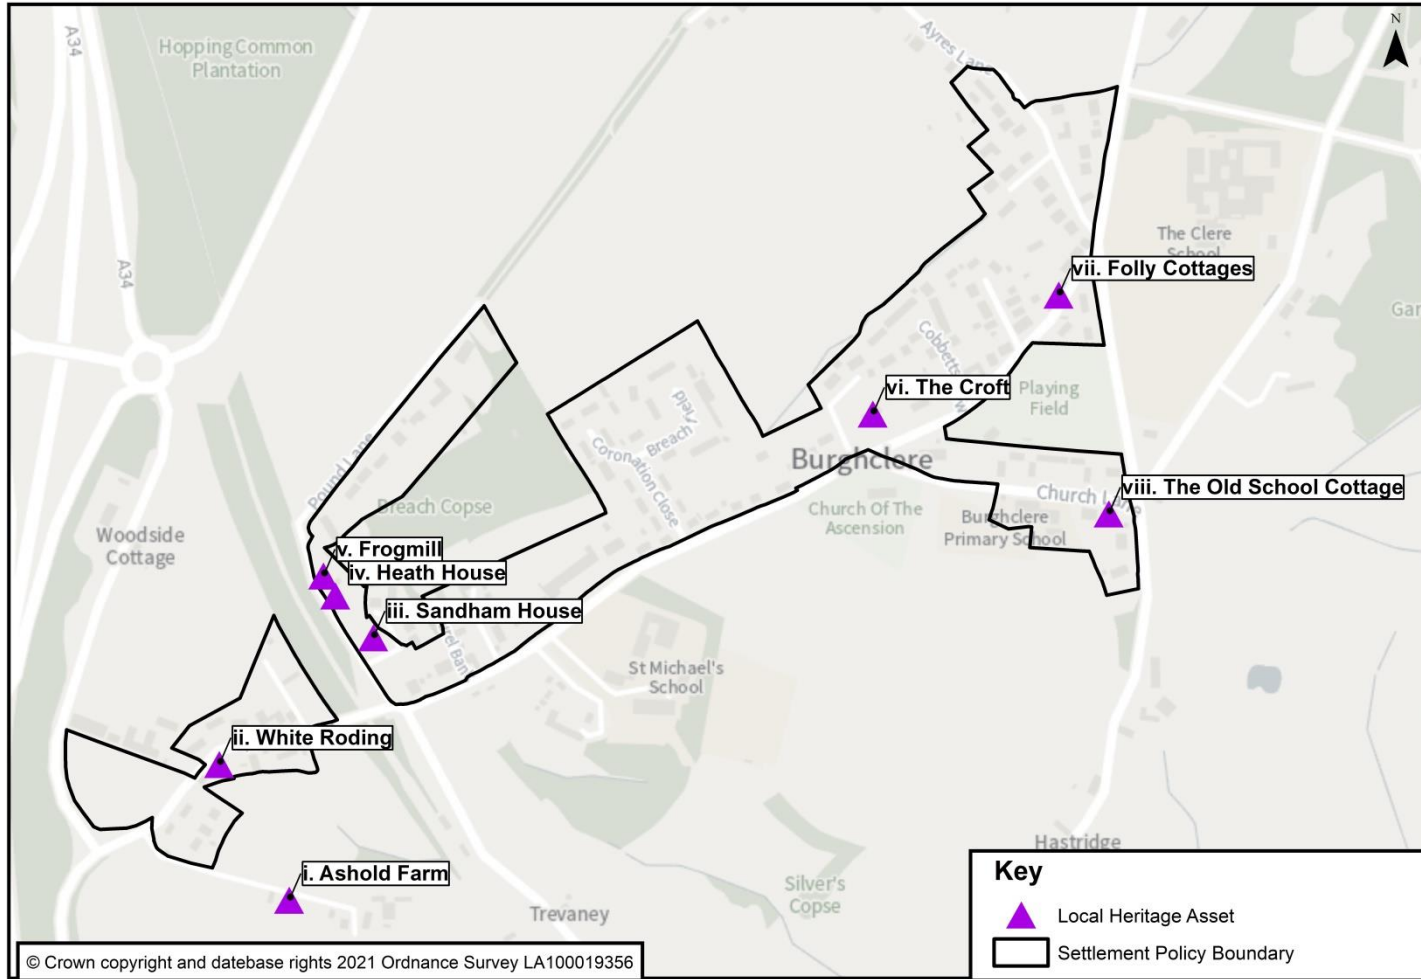 N
A34
Hopping Common
Plantation
Ayres Lane
A34
The Clere
School
vii. Folly Cottages
Cobbetts
vi. The Croft
Playing
Field
Pound Lane
Breach Field
Coronation Close
Burghclere
Breach Copse
Church Of The
Ascension
Church Lane
viii. The Old School Cottage
Burghclere
Primary School
Woodside
Cottage
v. Frogmill
iv. Heath House
iii. Sandham House
St Michael's
School
ii. White Roding
Hastridge
i. Ashold Farm
Silver's
Copse
Trevaney
Key
Local Heritage Asset
Settlement Policy Boundary
© Crown copyright and datebase rights 2021 Ordnance Survey LA100019356